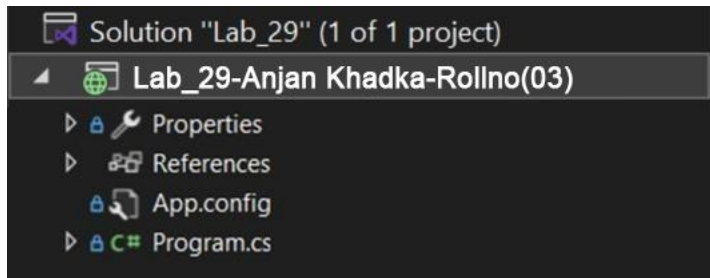 Solution "Lab_29" (1 of 1 project)
Lab_29-Anjan Khadka-Rollno(03)
Properties
References
App.config
C# Program.cs